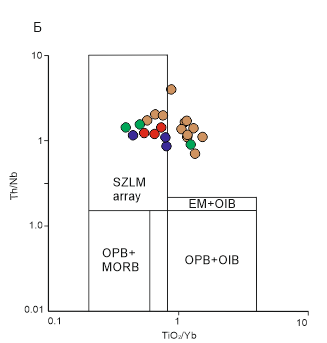 Б
10
Th/Nb
1
SZLM
array
EM+OIB
1.0
OPB+
MORB
OPB+OIB
0.01
0.1
1
10
TiO₂/Yb